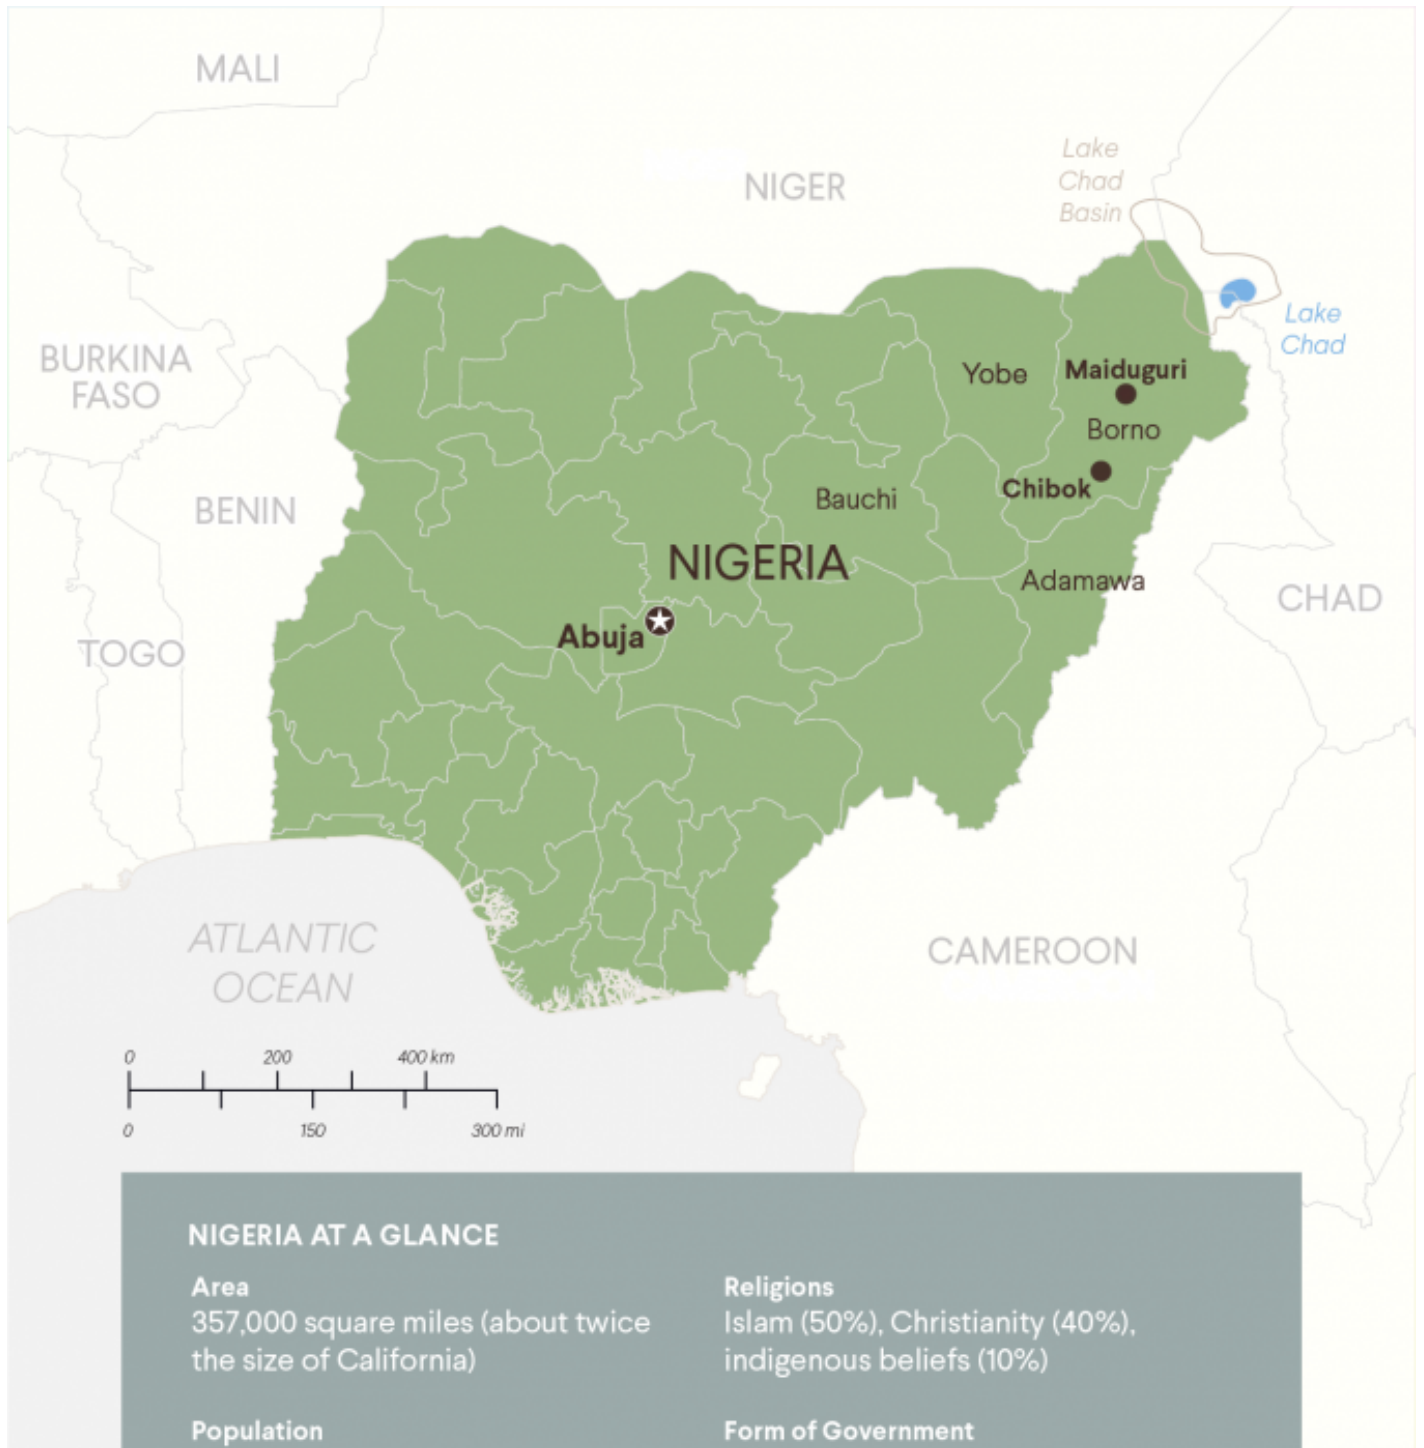 MALI
NIGER
Lake
Chad
Basin
Lake
Chad
BURKINA
FASO
Yobe
Maiduguri
Borno
Chibok
Bauchi
BENIN
NIGERIA
Adamawa
CHAD
Abuja
TOGO
ATLANTIC
OCEAN
CAMEROON
0 200 400 km
0 150 300 mi
NIGERIA AT A GLANCE
Area
357,000 square miles (about twice
the size of California)
Religions
Islam (50%), Christianity (40%),
indigenous beliefs (10%)
Population
Form of Government